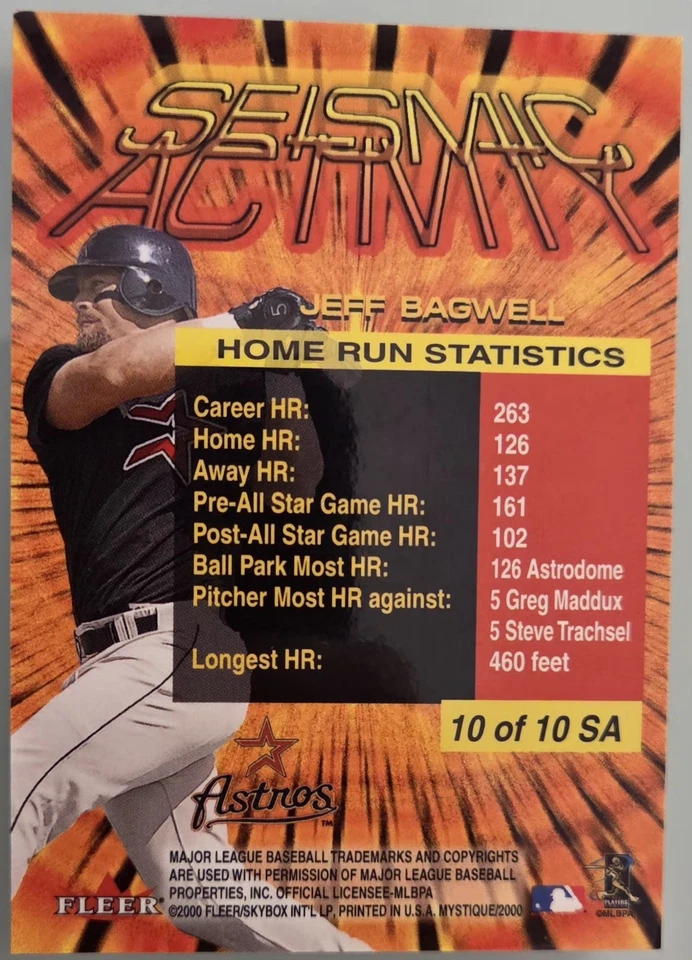 SEISMIC
ACTIVITY
5
JEFF BAGWELL
HOME RUN STATISTICS
Career HR: 263
Home HR: 126
Away HR: 137
Pre-All Star Game HR: 161
Post-All Star Game HR: 102
Ball Park Most HR: 126 Astrodome
Pitcher Most HR against: 5 Greg Maddux
5 Steve Trachsel
Longest HR: 460 feet
10 of 10 SA
Astros TM
MAJOR LEAGUE BASEBALL TRADEMARKS AND COPYRIGHTS
ARE USED WITH PERMISSION OF MAJOR LEAGUE BASEBALL
PROPERTIES, INC. OFFICIAL LICENSEE-MLBPA
©2000 FLEER/SKYBOX INT'L LP, PRINTED IN U.S.A. MYSTIQUE/2000
FLEER
PLAYERS
©MLBPA